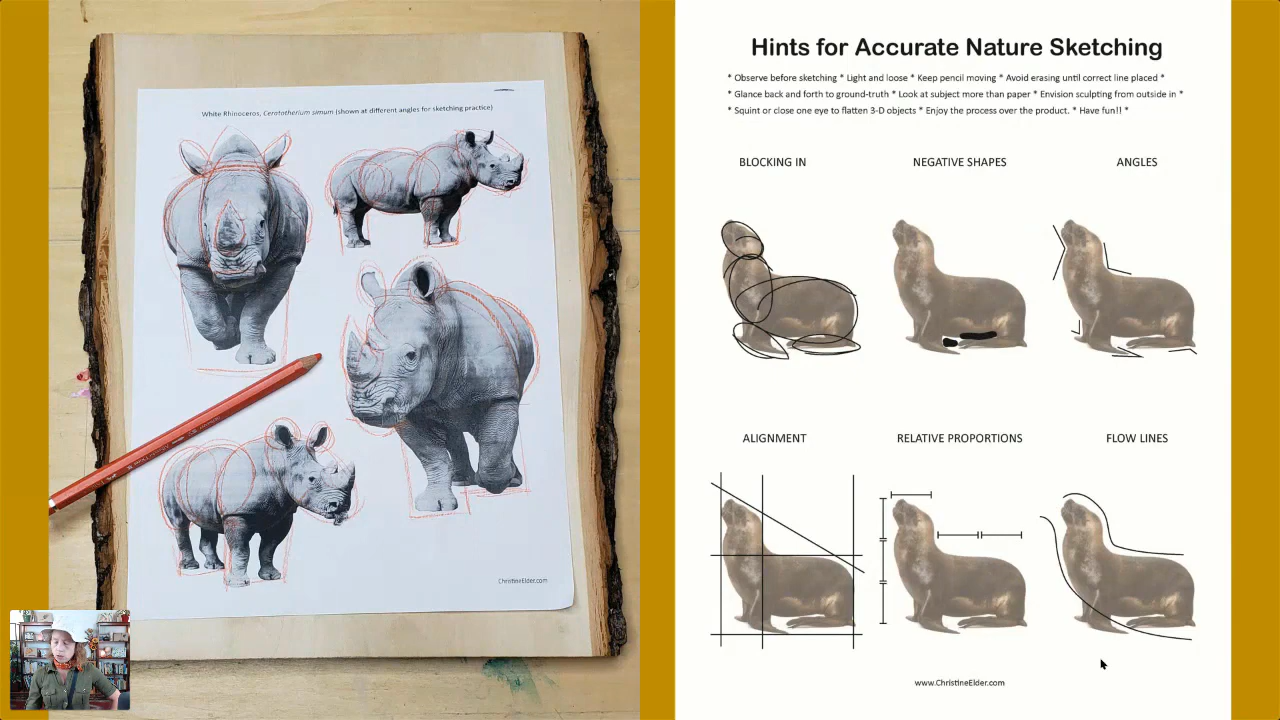 White Rhinoceros, Ceratotherium simum (shown at different angles for sketching practice)
ChristineElder.com
Hints for Accurate Nature Sketching
* Observe before sketching * Light and loose * Keep pencil moving * Avoid erasing until correct line placed *
* Glance back and forth to ground-truth * Look at subject more than paper * Envision sculpting from outside in *
* Squint or close one eye to flatten 3-D objects * Enjoy the process over the product. * Have fun!! *
BLOCKING IN
NEGATIVE SHAPES
ANGLES
ALIGNMENT
RELATIVE PROPORTIONS
FLOW LINES
www.ChristineElder.com